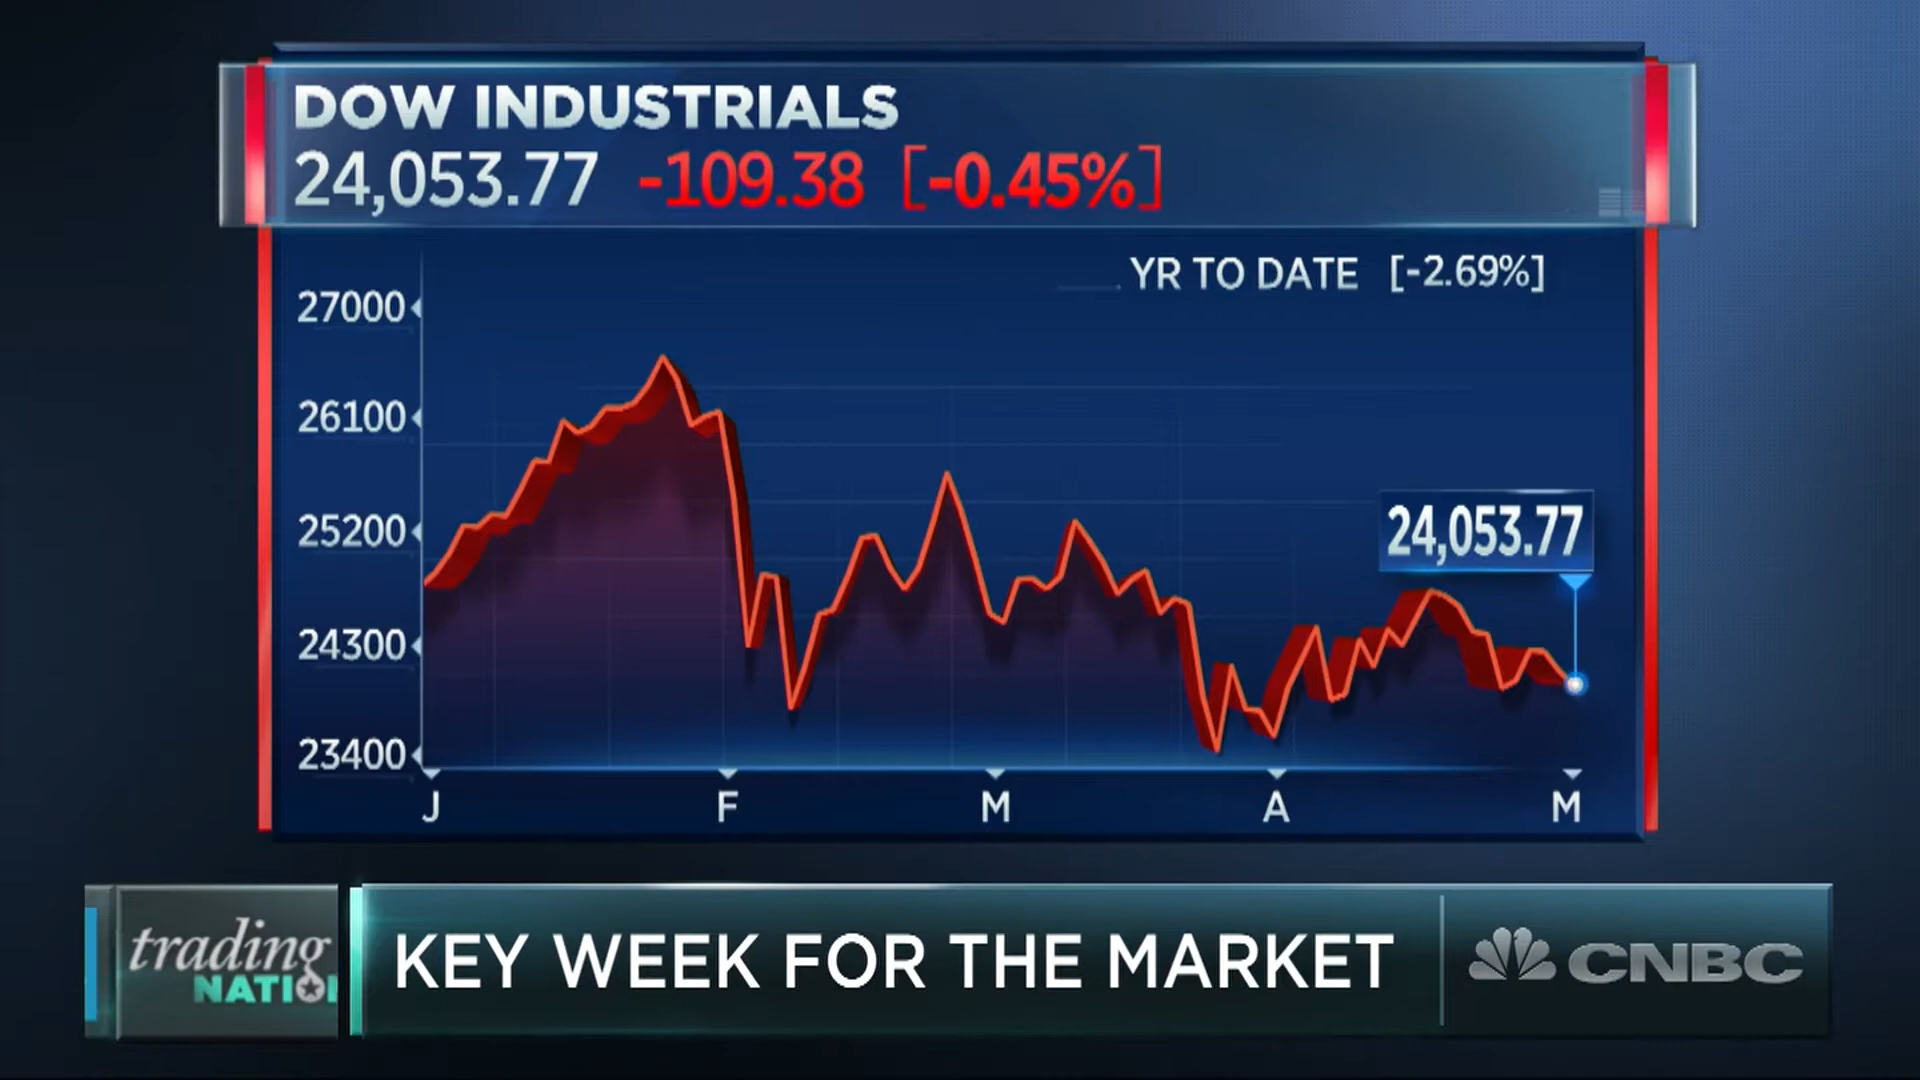 DOW INDUSTRIALS
24,053.77 -109.38 [-0.45%]
YR TO DATE [-2.69%]
27000
26100
25200
24300
23400
24,053.77
J F M A M
trading
NATI
KEY WEEK FOR THE MARKET
CNBC